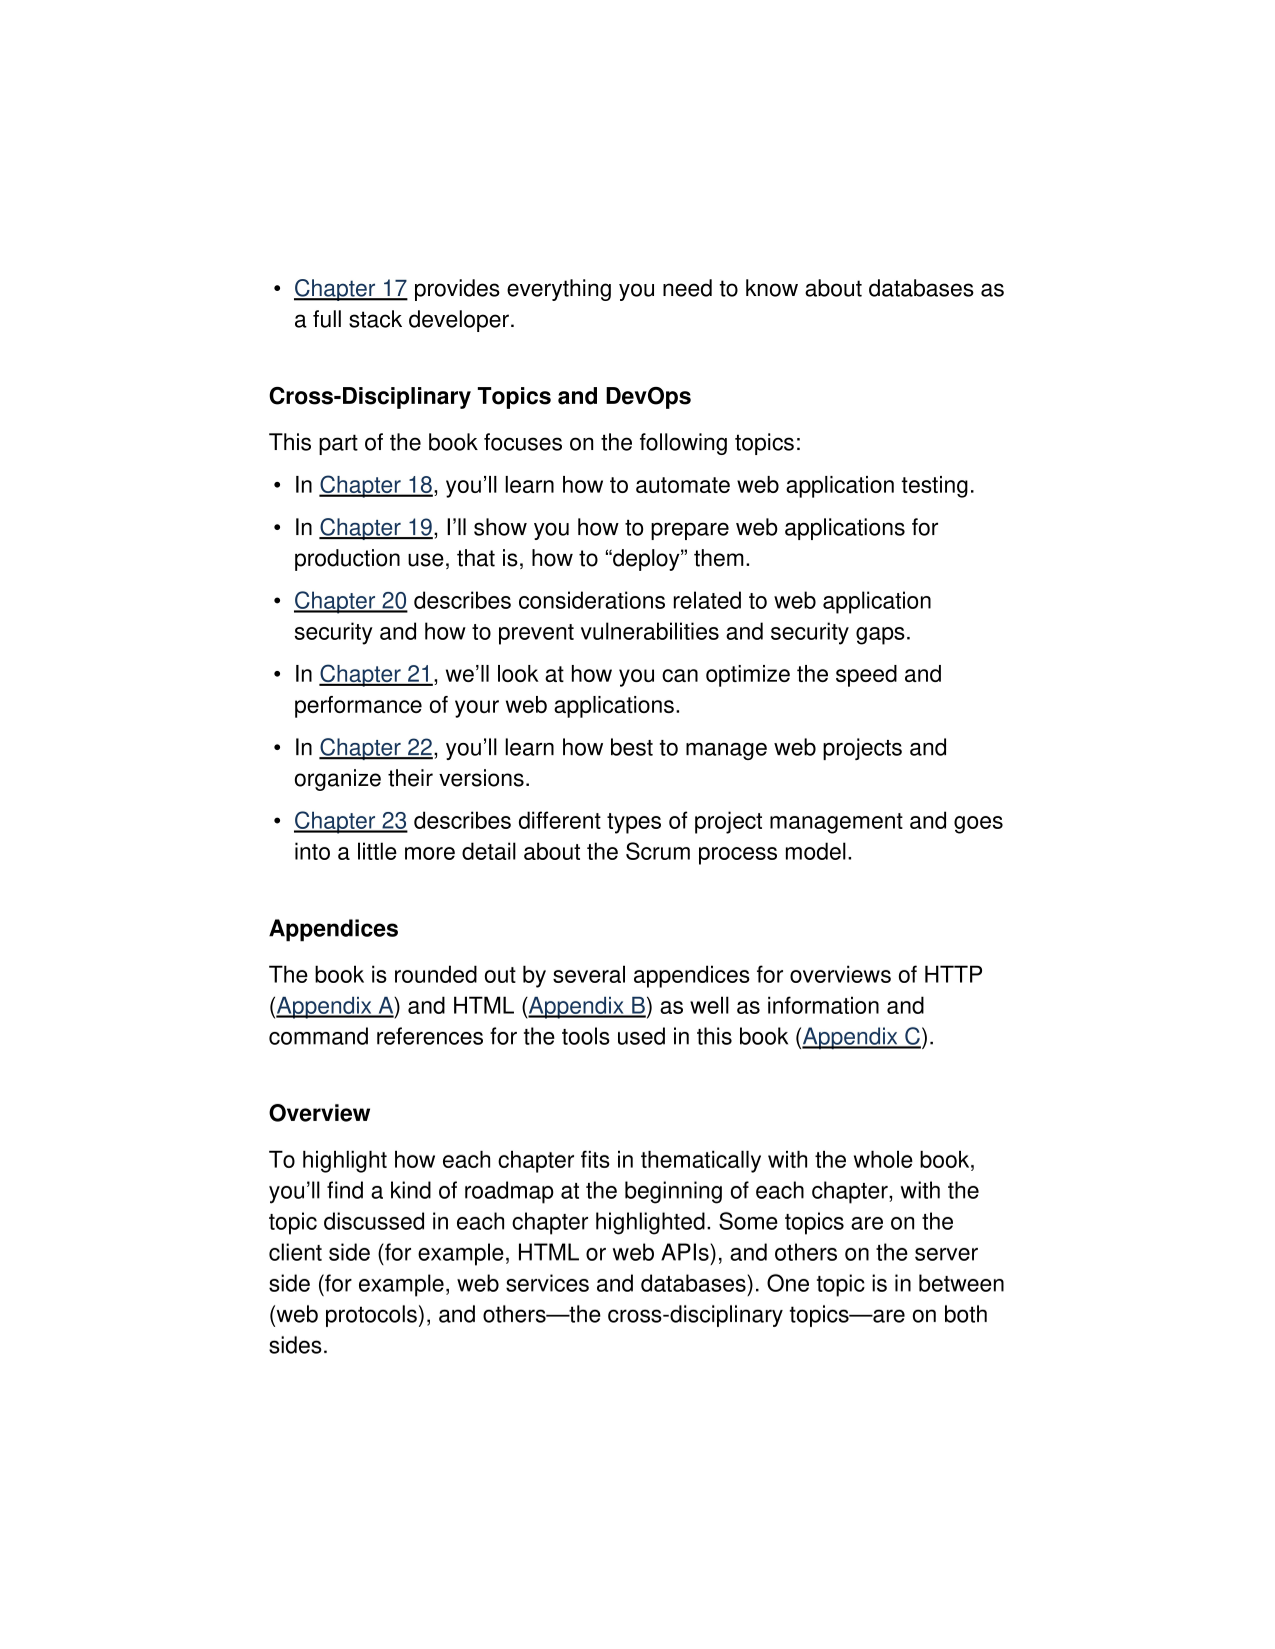 • Chapter 17 provides everything you need to know about databases as
a full stack developer.
Cross-Disciplinary Topics and DevOps
This part of the book focuses on the following topics:
• In Chapter 18, you’ll learn how to automate web application testing.
• In Chapter 19, I’ll show you how to prepare web applications for
production use, that is, how to “deploy” them.
• Chapter 20 describes considerations related to web application
security and how to prevent vulnerabilities and security gaps.
• In Chapter 21, we’ll look at how you can optimize the speed and
performance of your web applications.
• In Chapter 22, you’ll learn how best to manage web projects and
organize their versions.
• Chapter 23 describes different types of project management and goes
into a little more detail about the Scrum process model.
Appendices
The book is rounded out by several appendices for overviews of HTTP
(Appendix A) and HTML (Appendix B) as well as information and
command references for the tools used in this book (Appendix C).
Overview
To highlight how each chapter fits in thematically with the whole book,
you’ll find a kind of roadmap at the beginning of each chapter, with the
topic discussed in each chapter highlighted. Some topics are on the
client side (for example, HTML or web APIs), and others on the server
side (for example, web services and databases). One topic is in between
(web protocols), and others—the cross-disciplinary topics—are on both
sides.